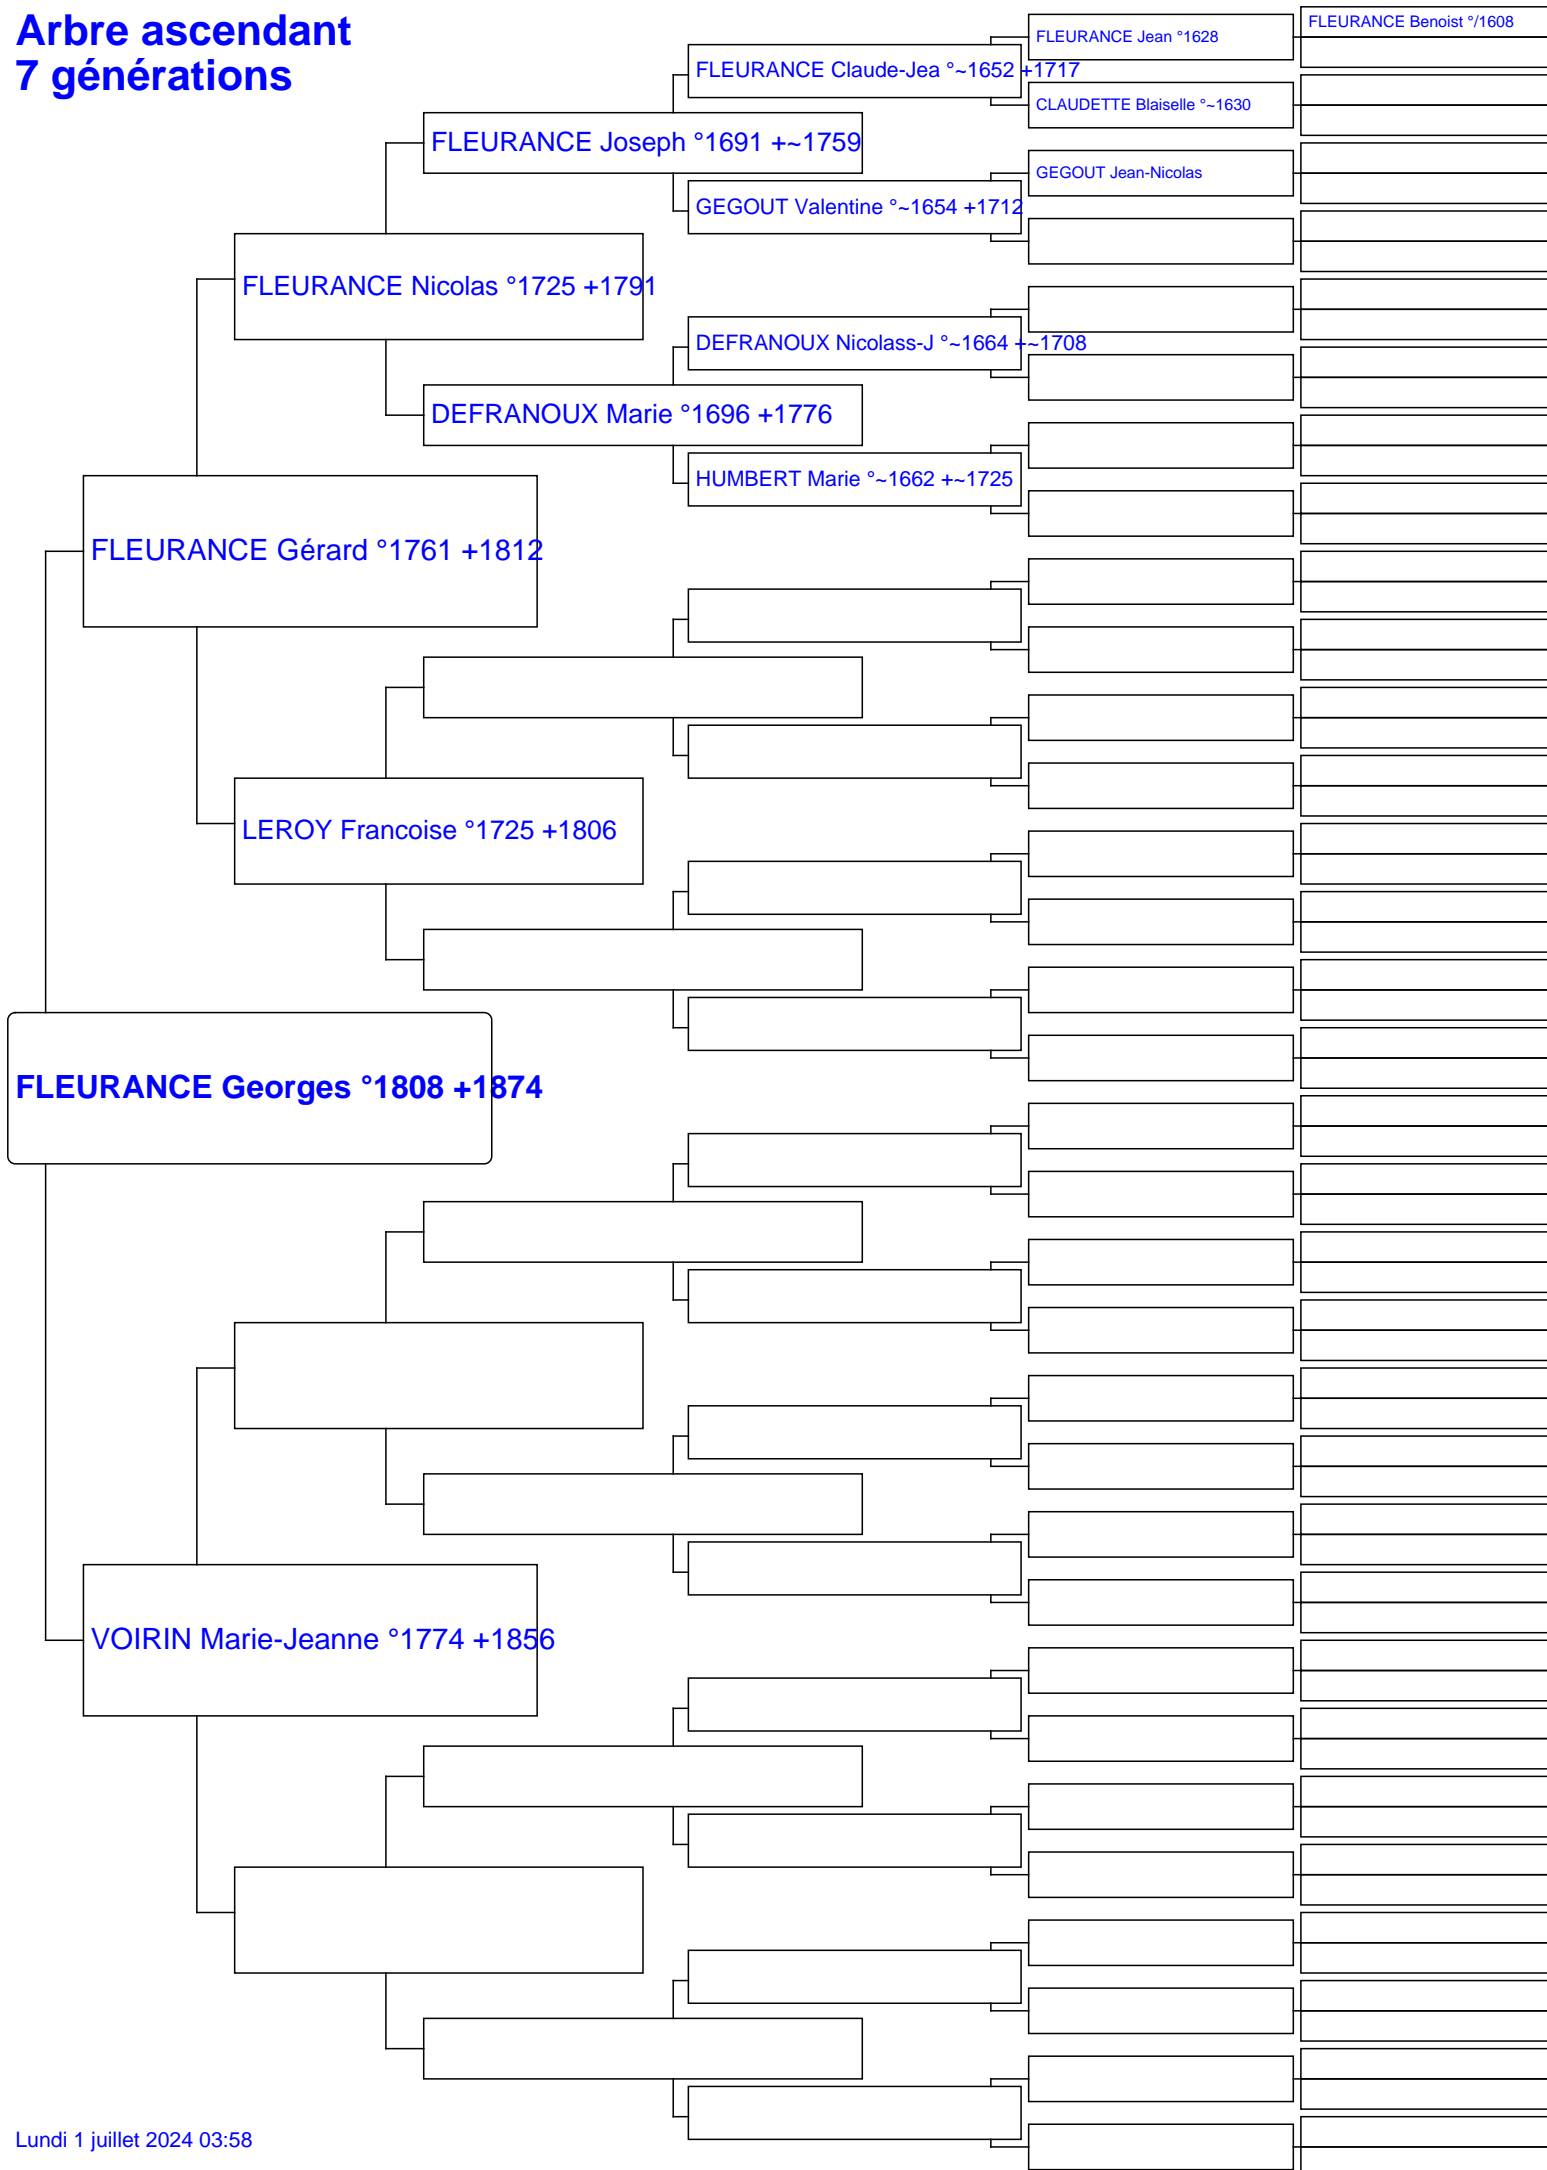 Arbre ascendant
7 générations
FLEURANCE Benoist °/1608
FLEURANCE Jean °1628
FLEURANCE Claude-Jea °~1652 +1717
CLAUDETTE Blaiselle °~1630
FLEURANCE Joseph °1691 +~1759
GEGOUT Jean-Nicolas
GEGOUT Valentine °~1654 +1712
FLEURANCE Nicolas °1725 +1791
DEFRANOUX Nicolass-J °~1664 +~1708
DEFRANOUX Marie °1696 +1776
HUMBERT Marie °~1662 +~1725
FLEURANCE Gérard °1761 +1812
LEROY Francoise °1725 +1806
FLEURANCE Georges °1808 +1874
VOIRIN Marie-Jeanne °1774 +1856
Lundi 1 juillet 2024 03:58